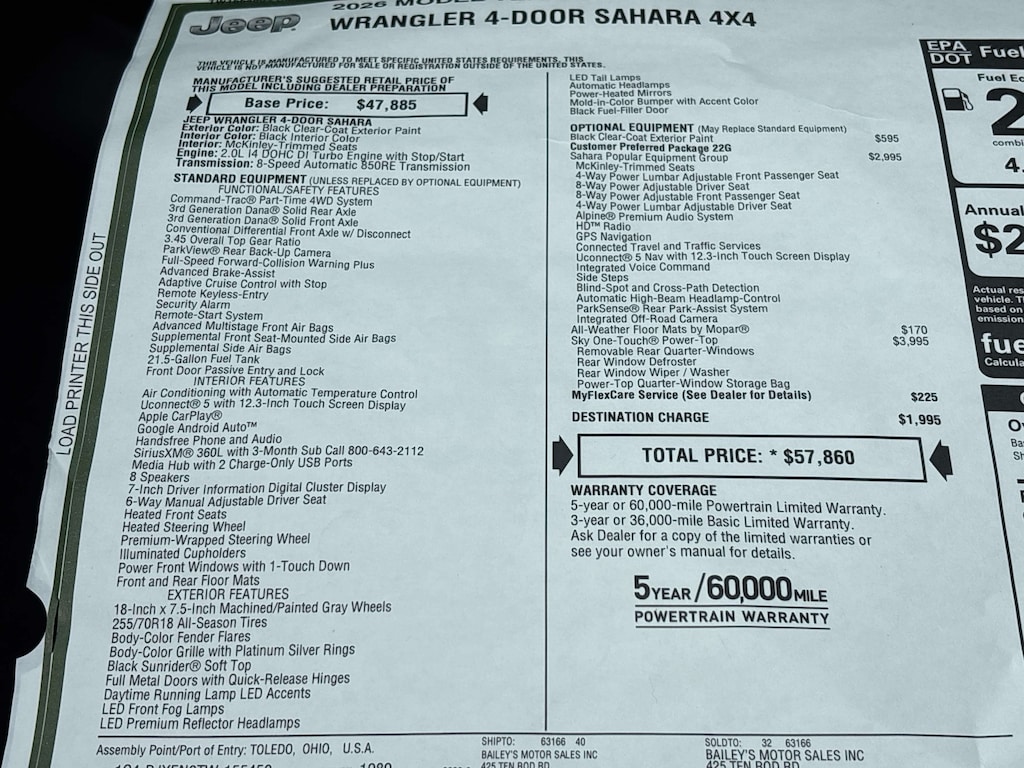 Jeep
2026 MODEL
WRANGLER 4-DOOR SAHARA 4X4
THIS VEHICLE IS MANUFACTURED TO MEET SPECIFIC UNITED STATES REQUIREMENTS. THIS
VEHICLE IS NOT MANUFACTURED FOR SALE OR REGISTRATION OUTSIDE OF THE UNITED STATES.
MANUFACTURER'S SUGGESTED RETAIL PRICE OF
THIS MODEL INCLUDING DEALER PREPARATION
Base Price: $47,885
JEEP WRANGLER 4-DOOR SAHARA
Exterior Color: Black Clear-Coat Exterior Paint
Interior Color: Black Interior Color
Interior: McKinley-Trimmed Seats
Engine: 2.0L I4 DOHC DI Turbo Engine with Stop/Start
Transmission: 8-Speed Automatic 850RE Transmission
STANDARD EQUIPMENT (UNLESS REPLACED BY OPTIONAL EQUIPMENT)
FUNCTIONAL/SAFETY FEATURES
Command-Trac® Part-Time 4WD System
3rd Generation Dana® Solid Rear Axle
3rd Generation Dana® Solid Front Axle
Conventional Differential Front Axle w/ Disconnect
3.45 Overall Top Gear Ratio
ParkView® Rear Back-Up Camera
Full-Speed Forward-Collision Warning Plus
Advanced Brake-Assist
Adaptive Cruise Control with Stop
Remote Keyless-Entry
Security Alarm
Remote-Start System
Advanced Multistage Front Air Bags
Supplemental Front Seat-Mounted Side Air Bags
Supplemental Side Air Bags
21.5-Gallon Fuel Tank
Front Door Passive Entry and Lock
INTERIOR FEATURES
Air Conditioning with Automatic Temperature Control
Uconnect® 5 with 12.3-Inch Touch Screen Display
Apple CarPlay®
Google Android Auto™
Handsfree Phone and Audio
SiriusXM® 360L with 3-Month Sub Call 800-643-2112
Media Hub with 2 Charge-Only USB Ports
8 Speakers
7-Inch Driver Information Digital Cluster Display
6-Way Manual Adjustable Driver Seat
Heated Front Seats
Heated Steering Wheel
Premium-Wrapped Steering Wheel
Illuminated Cupholders
Power Front Windows with 1-Touch Down
Front and Rear Floor Mats
EXTERIOR FEATURES
18-Inch x 7.5-Inch Machined/Painted Gray Wheels
255/70R18 All-Season Tires
Body-Color Fender Flares
Body-Color Grille with Platinum Silver Rings
Black Sunrider® Soft Top
Full Metal Doors with Quick-Release Hinges
Daytime Running Lamp LED Accents
LED Front Fog Lamps
LED Premium Reflector Headlamps
LED Tail Lamps
Automatic Headlamps
Power-Heated Mirrors
Mold-in-Color Bumper with Accent Color
Black Fuel-Filler Door
OPTIONAL EQUIPMENT (May Replace Standard Equipment)
Black Clear-Coat Exterior Paint $595
Customer Preferred Package 22G
Sahara Popular Equipment Group $2,995
McKinley-Trimmed Seats
4-Way Power Lumbar Adjustable Front Passenger Seat
8-Way Power Adjustable Driver Seat
8-Way Power Adjustable Front Passenger Seat
4-Way Power Lumbar Adjustable Driver Seat
Alpine® Premium Audio System
HD™ Radio
GPS Navigation
Connected Travel and Traffic Services
Uconnect® 5 Nav with 12.3-Inch Touch Screen Display
Integrated Voice Command
Side Steps
Blind-Spot and Cross-Path Detection
Automatic High-Beam Headlamp-Control
ParkSense® Rear Park-Assist System
Integrated Off-Road Camera
All-Weather Floor Mats by Mopar® $170
Sky One-Touch® Power-Top $3,995
Removable Rear Quarter-Windows
Rear Window Defroster
Rear Window Wiper / Washer
Power-Top Quarter-Window Storage Bag
MyFlexCare Service (See Dealer for Details) $225
DESTINATION CHARGE $1,995
TOTAL PRICE: * $57,860
WARRANTY COVERAGE
5-year or 60,000-mile Powertrain Limited Warranty.
3-year or 36,000-mile Basic Limited Warranty.
Ask Dealer for a copy of the limited warranties or
see your owner's manual for details.
5 YEAR / 60,000 MILE
POWERTRAIN WARRANTY
Assembly Point/Port of Entry: TOLEDO, OHIO, U.S.A.
SHIPTO: 63166 40
BAILEY'S MOTOR SALES INC
425 TEN ROD RD
SOLDTO: 32 63166
BAILEY'S MOTOR SALES INC
425 TEN ROD RD
LOAD PRINTER THIS SIDE OUT
EPA
DOT
Fuel
Fuel Ec
2
combi
4.
Annual
$2
Actual res
vehicle. T
based on
emission
fue
Calcula